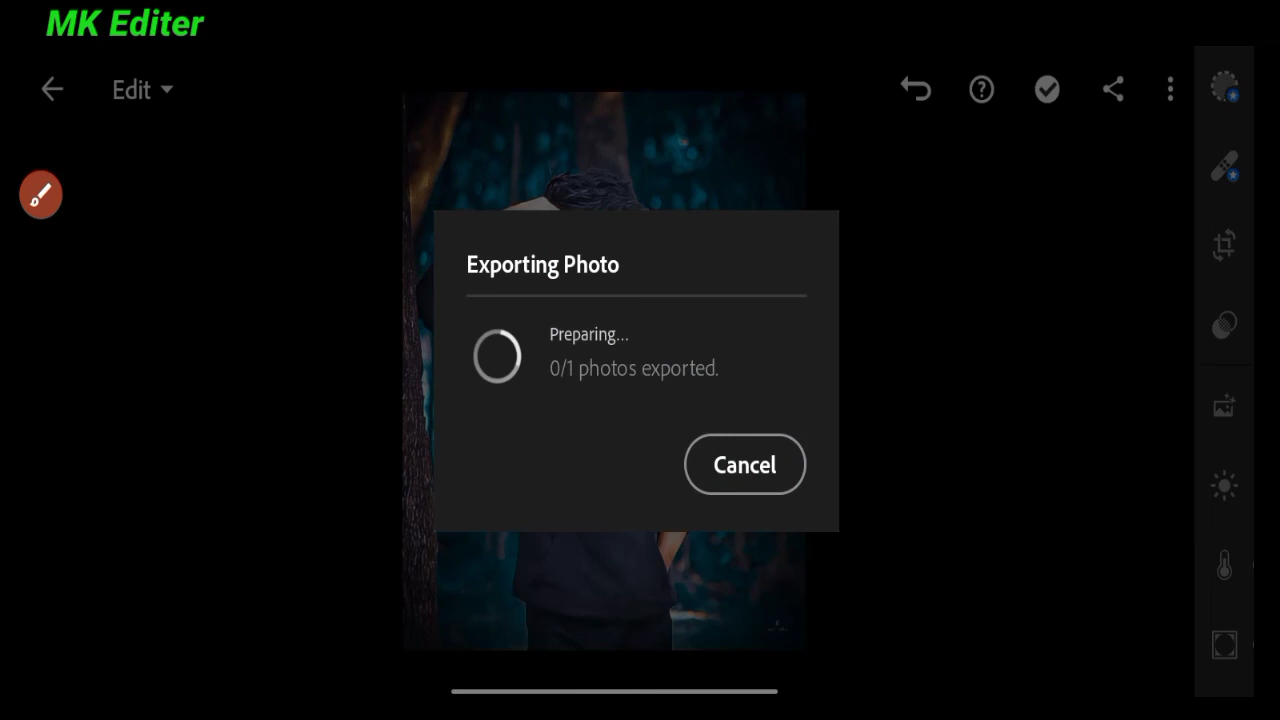 MK Editer
Edit
Exporting Photo
Preparing...
0/1 photos exported.
Cancel